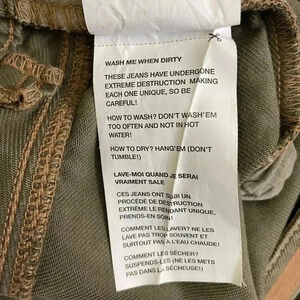 WASH ME WHEN DIRTY
THESE JEANS HAVE UNDERGONE
EXTREME DESTRUCTION MAKING
EACH ONE UNIQUE, SO BE
CAREFUL!
HOW TO WASH? DON'T WASH'EM
TOO OFTEN AND NOT IN HOT
WATER!
HOW TO DRY? HANG'EM (DON'T
TUMBLE!)
LAVE-MOI QUAND JE SERAI
VRAIMENT SALE
CES JEANS ONT SUBI UN
PROCÉDÉ DE DESTRUCTION
EXTRÊME LE RENDANT UNIQUE,
PRENDS-EN SOIN!
COMMENT LES LAVER? NE LES
LAVE PAS TROP SOUVENT ET
SURTOUT PAS À L'EAU CHAUDE!
COMMENT LES SÉCHER?
SUSPENDS-LES (NE LES METS
PAS DANS LA SÉCHEUSE!)